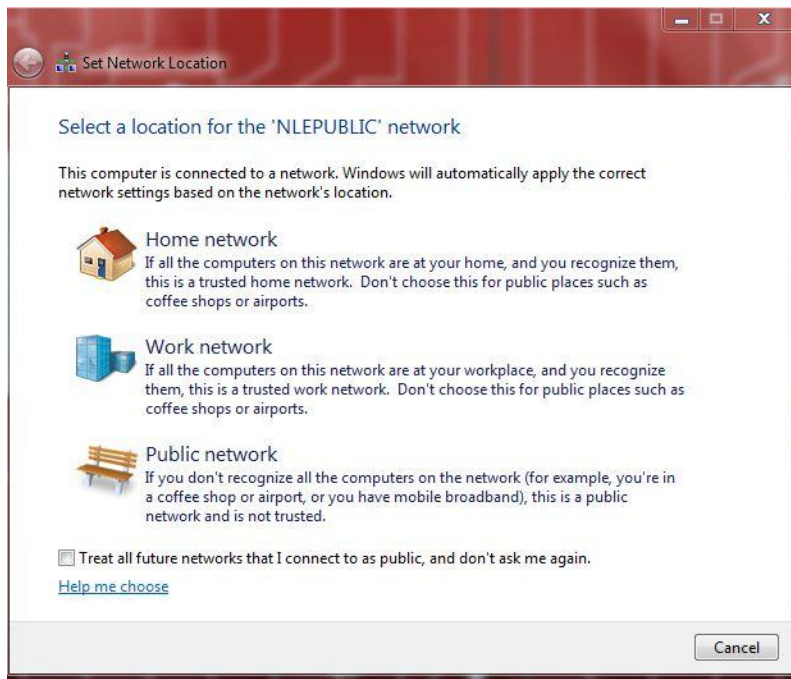 Set Network Location
Select a location for the 'NLEPUBLIC' network
This computer is connected to a network. Windows will automatically apply the correct
network settings based on the network's location.
Home network
If all the computers on this network are at your home, and you recognize them,
this is a trusted home network. Don't choose this for public places such as
coffee shops or airports.
Work network
If all the computers on this network are at your workplace, and you recognize
them, this is a trusted work network. Don't choose this for public places such as
coffee shops or airports.
Public network
If you don't recognize all the computers on the network (for example, you're in
a coffee shop or airport, or you have mobile broadband), this is a public
network and is not trusted.
Treat all future networks that I connect to as public, and don't ask me again.
Help me choose
Cancel